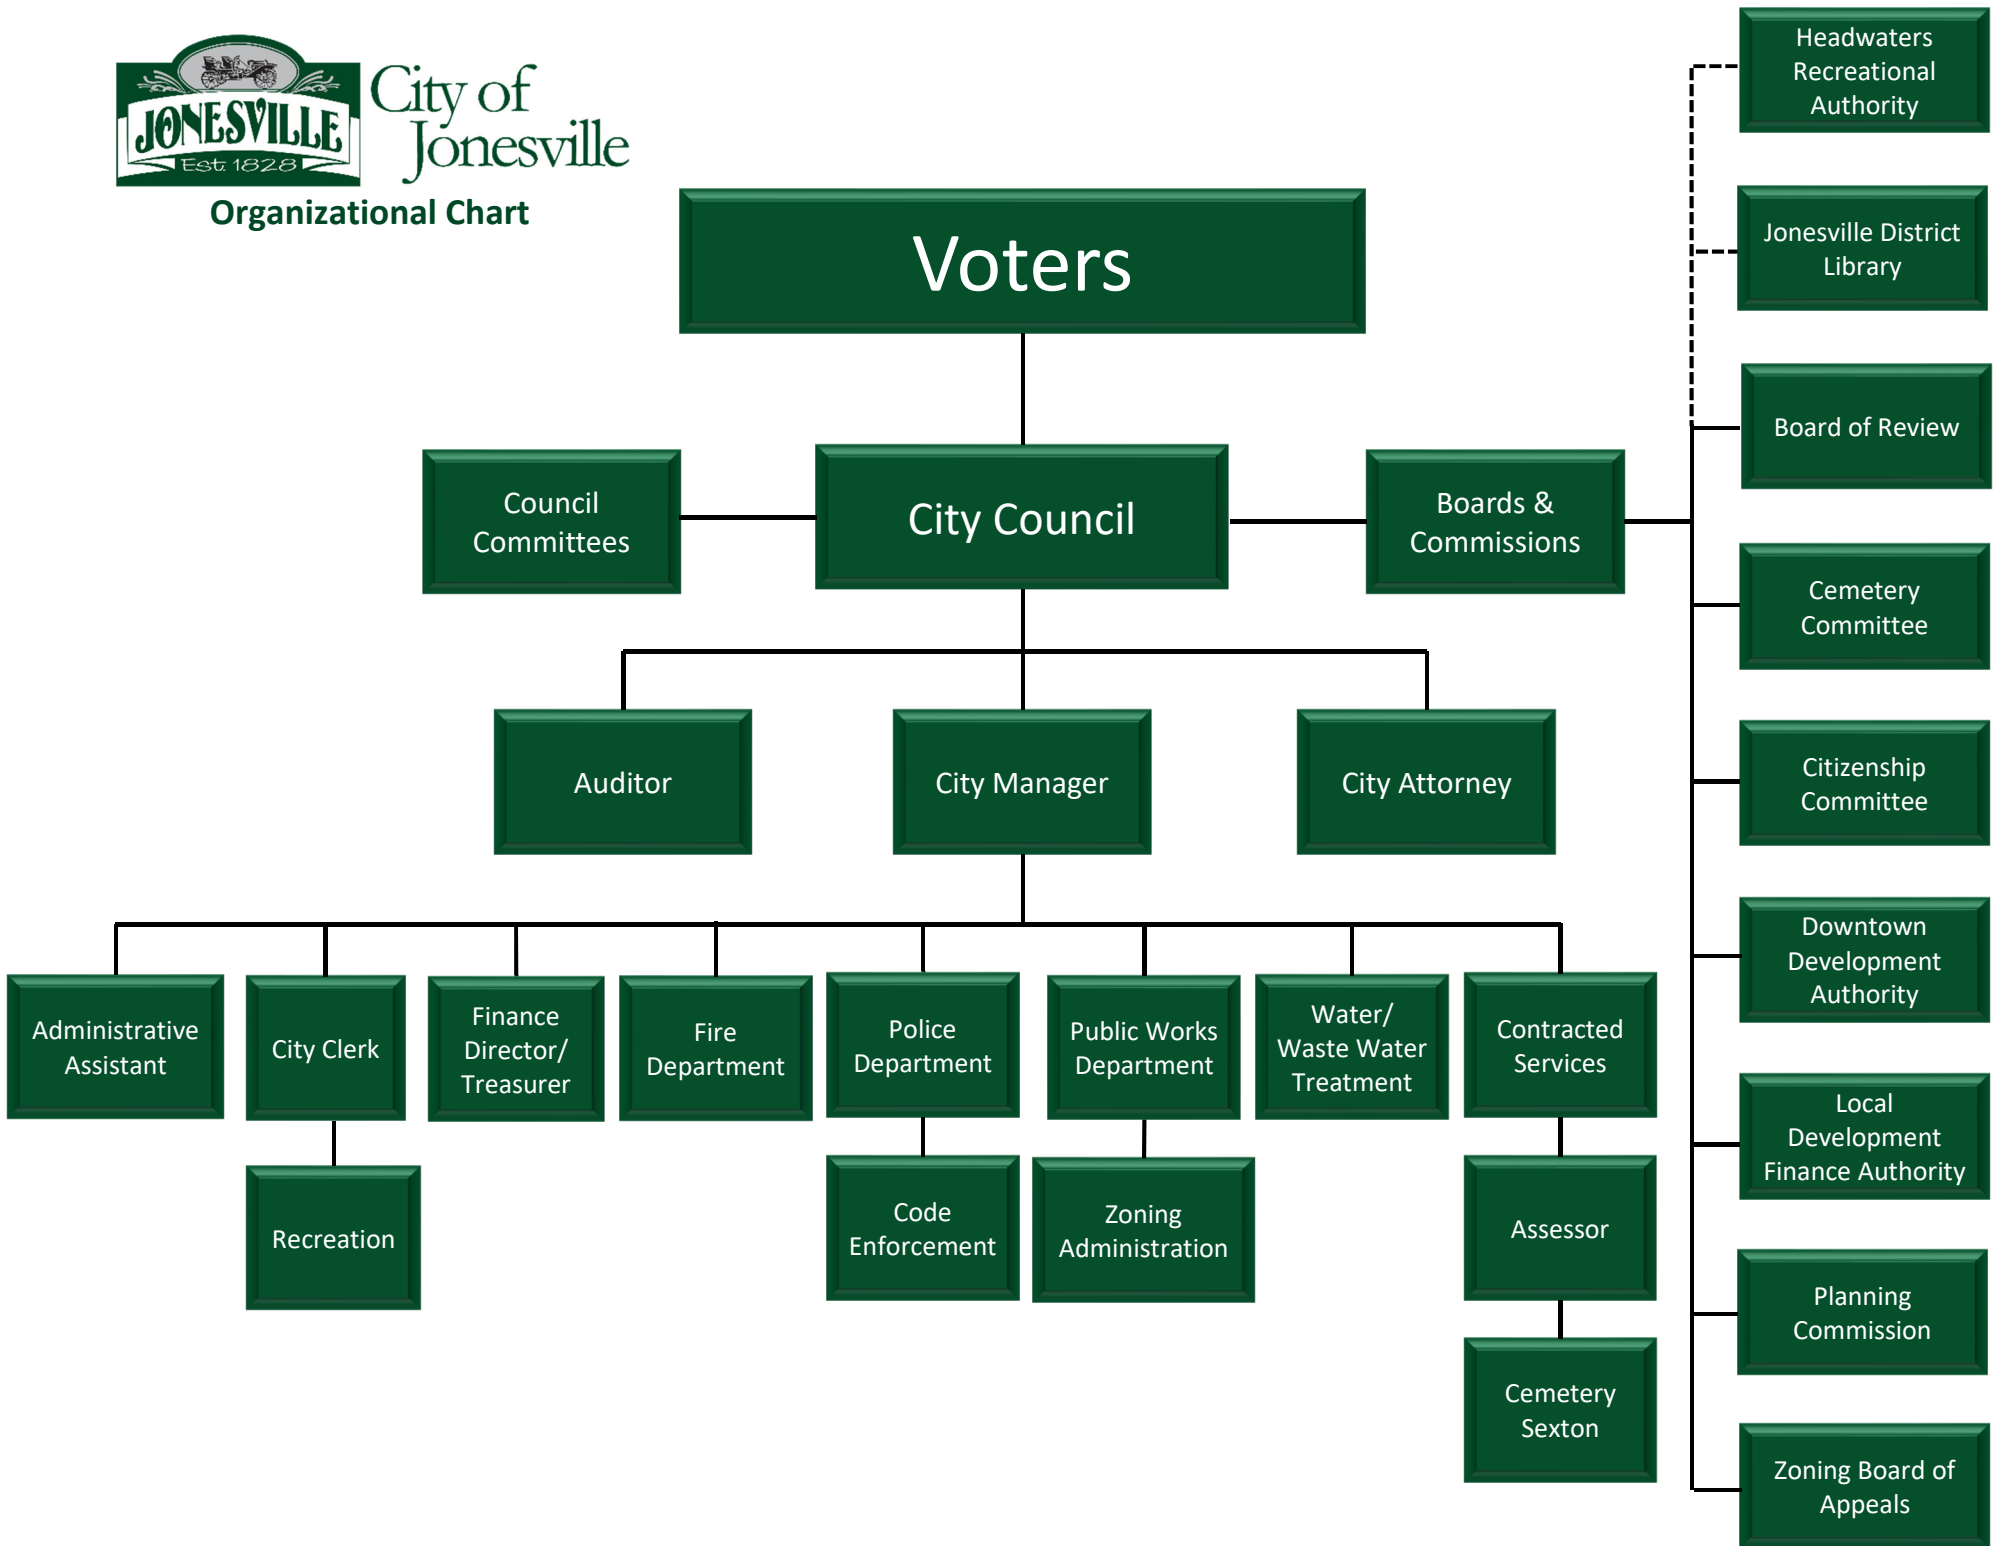 JONESVILLE
Est. 1828
City of
Jonesville
Organizational Chart
Voters
Council
Committees
City Council
Boards &
Commissions
Auditor
City Manager
City Attorney
Administrative
Assistant
City Clerk
Finance
Director/
Treasurer
Fire
Department
Police
Department
Public Works
Department
Water/
Waste Water
Treatment
Contracted
Services
Recreation
Code
Enforcement
Zoning
Administration
Assessor
Cemetery
Sexton
Headwaters
Recreational
Authority
Jonesville District
Library
Board of Review
Cemetery
Committee
Citizenship
Committee
Downtown
Development
Authority
Local
Development
Finance Authority
Planning
Commission
Zoning Board of
Appeals